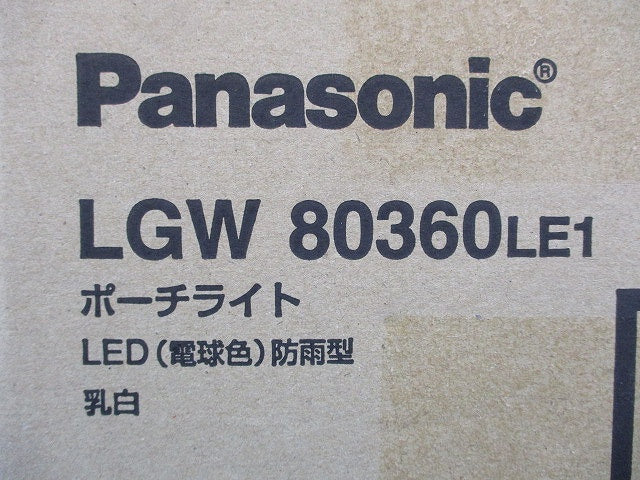 Panasonic®
LGW 80360LE1
ポーチライト
LED(電球色)防雨型
乳白